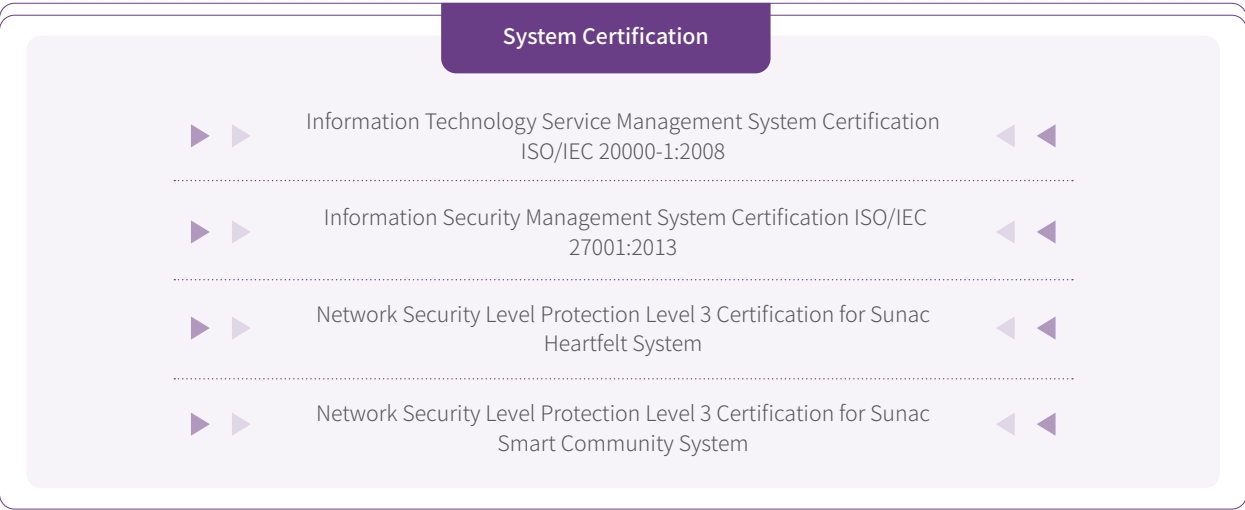 System Certification
Information Technology Service Management System Certification
ISO/IEC 20000-1:2008
Information Security Management System Certification ISO/IEC
27001:2013
Network Security Level Protection Level 3 Certification for Sunac
Heartfelt System
Network Security Level Protection Level 3 Certification for Sunac
Smart Community System